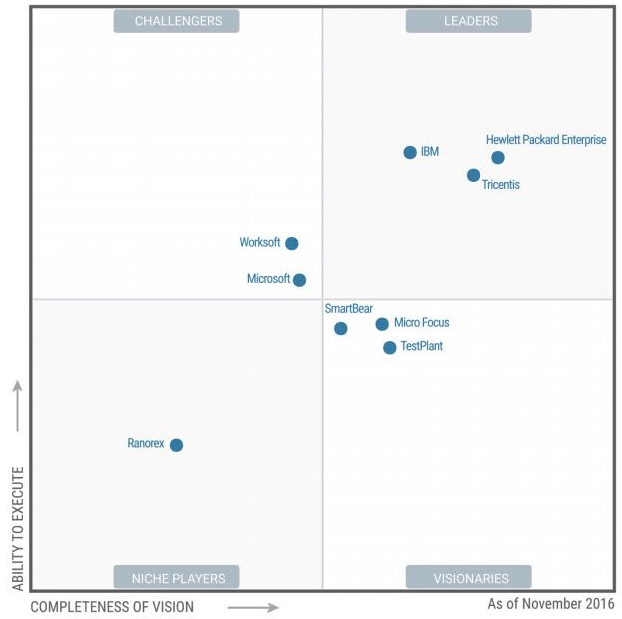 CHALLENGERS
LEADERS
Hewlett Packard Enterprise
IBM
Tricentis
Worksoft
Microsoft
SmartBear
Micro Focus
TestPlant
Ranorex
ABILITY TO EXECUTE
NICHE PLAYERS
VISIONARIES
COMPLETENESS OF VISION
As of November 2016